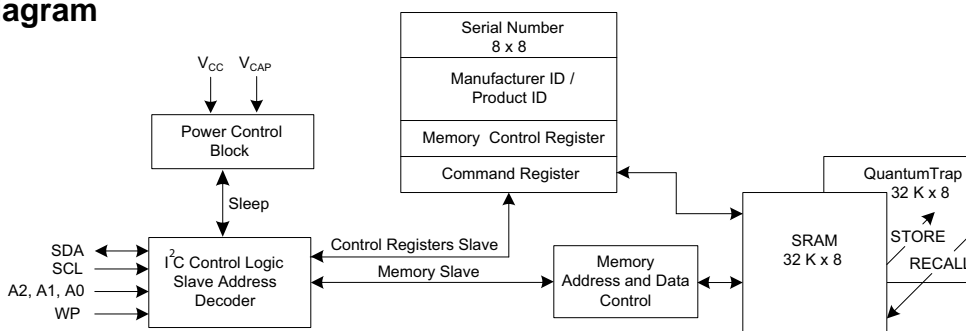 agram
Serial Number
8 x 8
Manufacturer ID /
Product ID
Memory Control Register
Command Register
VCC VCAP
Power Control
Block
Sleep
SDA
SCL
A2, A1, A0
WP
I2C Control Logic
Slave Address
Decoder
Control Registers Slave
Memory Slave
Memory
Address and Data
Control
SRAM
32 K x 8
QuantumTrap
32 K x 8
STORE
RECALL